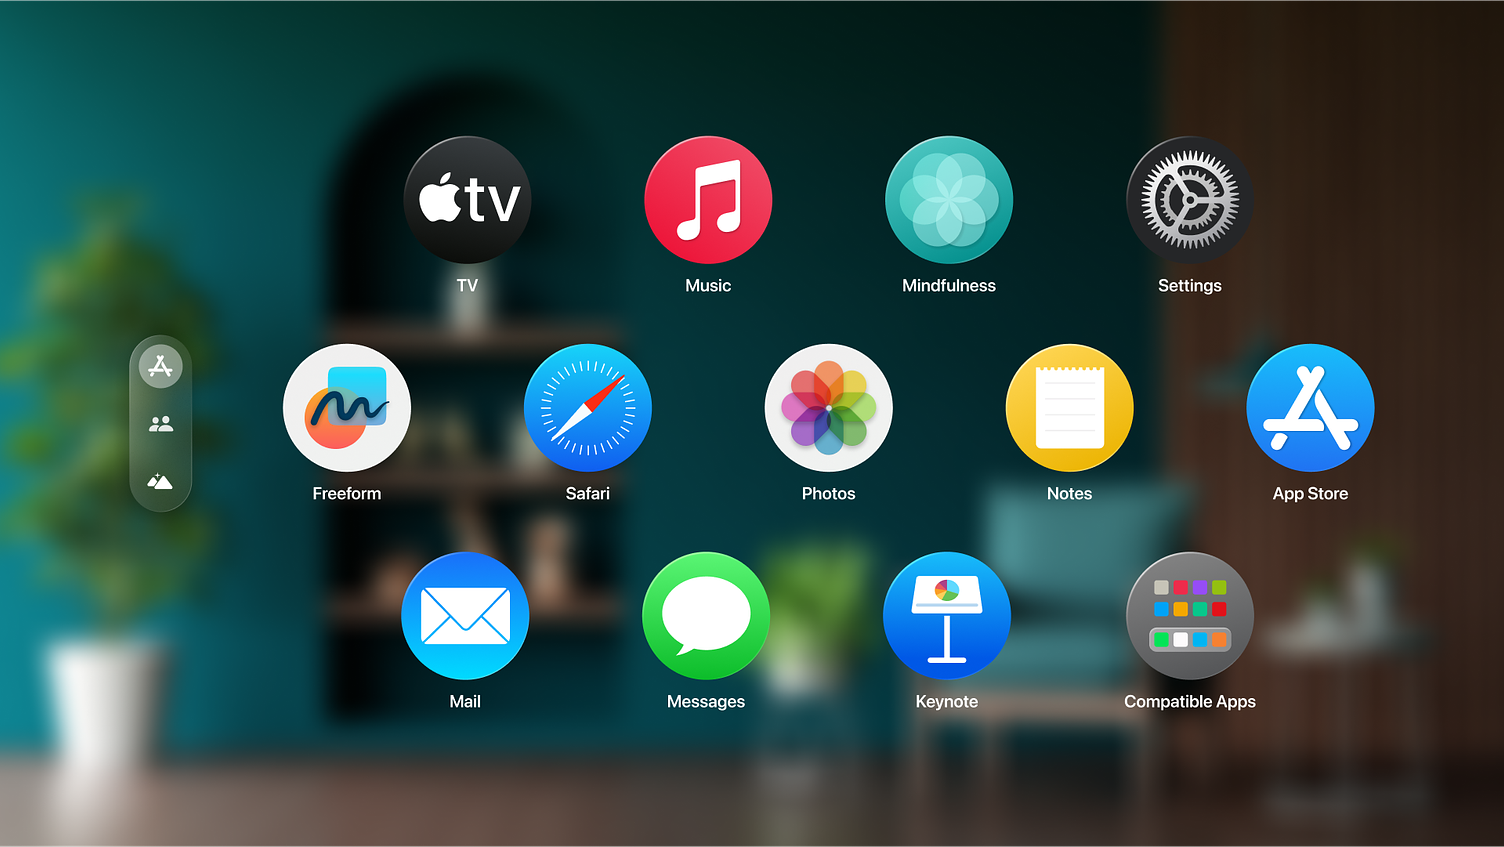 tv
TV
Music
Mindfulness
Settings
Freeform
Safari
Photos
Notes
App Store
Mail
Messages
Keynote
Compatible Apps